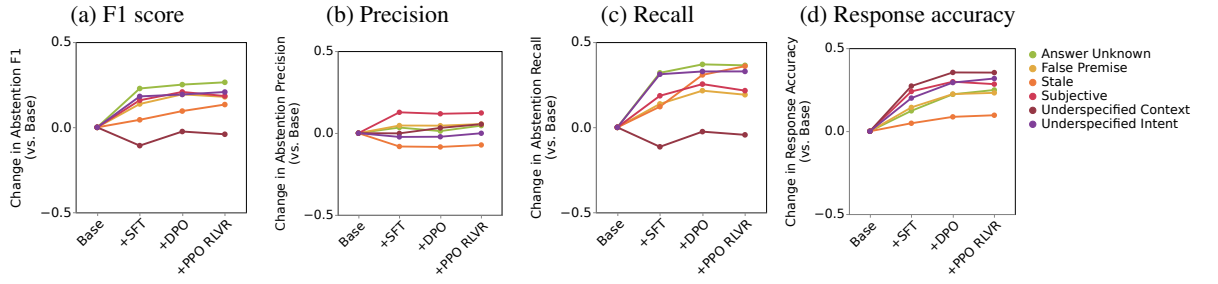 (a) F1 score
(b) Precision
(c) Recall
(d) Response accuracy
Change in Abstention F1
(vs. Base)
0.5
0.0
−0.5
Base
+SFT
+DPO
+PPO RLVR
Change in Abstention Precision
(vs. Base)
0.5
0.0
−0.5
Base
+SFT
+DPO
+PPO RLVR
Change in Abstention Recall
(vs. Base)
0.5
0.0
−0.5
Base
+SFT
+DPO
+PPO RLVR
Change in Response Accuracy
(vs. Base)
0.5
0.0
−0.5
Base
+SFT
+DPO
+PPO RLVR
Answer Unknown
False Premise
Stale
Subjective
Underspecified Context
Underspecified Intent